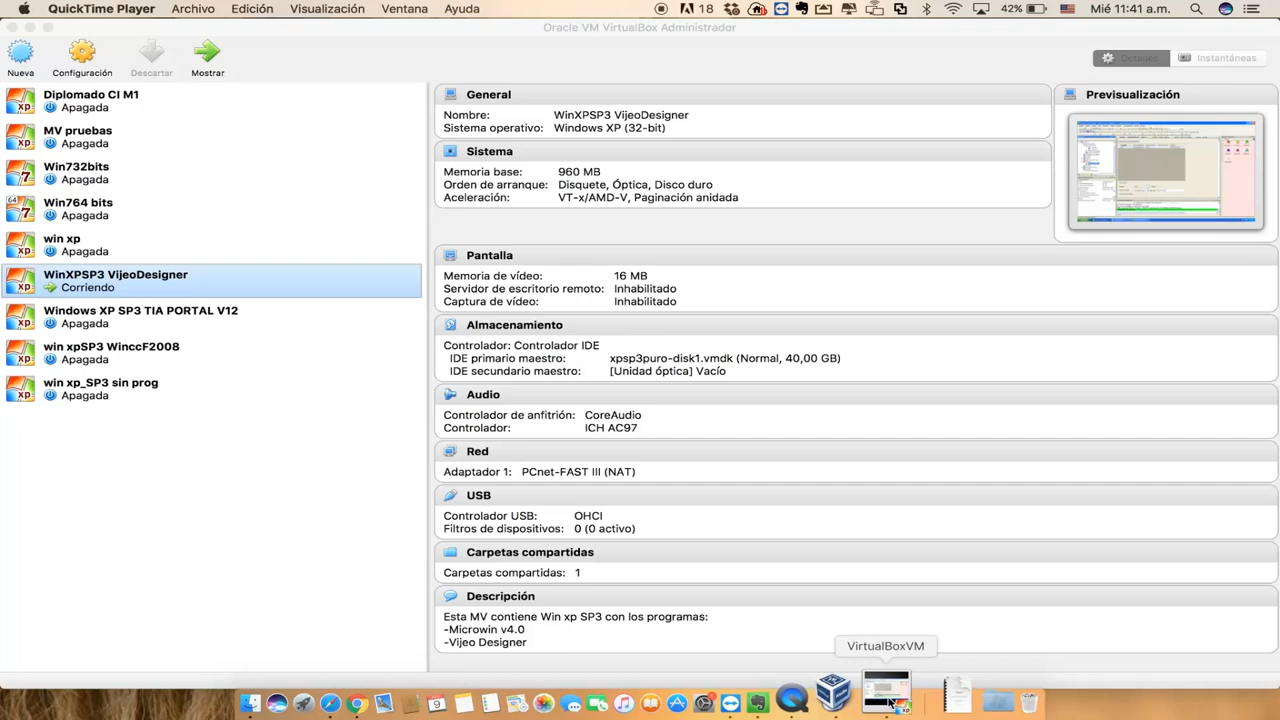 QuickTime Player Archivo Edición Visualización Ventana Ayuda 18 42% Mié 11:41 a.m.
Oracle VM VirtualBox Administrador
Nueva Configuración Descartar Mostrar Detalles Instantáneas
Diplomado CI M1
Apagada
MV pruebas
Apagada
Win732bits
Apagada
64
Win764 bits
Apagada
win xp
Apagada
WinXPSP3 VijeoDesigner
Corriendo
Windows XP SP3 TIA PORTAL V12
Apagada
win xpSP3 WinccF2008
Apagada
win xp_SP3 sin prog
Apagada
General
Nombre: WinXPSP3 VijeoDesigner
Sistema operativo: Windows XP (32-bit)
Sistema
Memoria base: 960 MB
Orden de arranque: Disquete, Óptica, Disco duro
Aceleración: VT-x/AMD-V, Paginación anidada
Previsualización
Pantalla
Memoria de vídeo: 16 MB
Servidor de escritorio remoto: Inhabilitado
Captura de vídeo: Inhabilitado
Almacenamiento
Controlador: Controlador IDE
IDE primario maestro: xpsp3puro-disk1.vmdk (Normal, 40,00 GB)
IDE secundario maestro: [Unidad óptica] Vacío
Audio
Controlador de anfitrión: CoreAudio
Controlador: ICH AC97
Red
Adaptador 1: PCnet-FAST III (NAT)
USB
Controlador USB: OHCI
Filtros de dispositivos: 0 (0 activo)
Carpetas compartidas
Carpetas compartidas: 1
Descripción
Esta MV contiene Win xp SP3 con los programas:
-Microwin v4.0
-Vijeo Designer
VirtualBoxVM